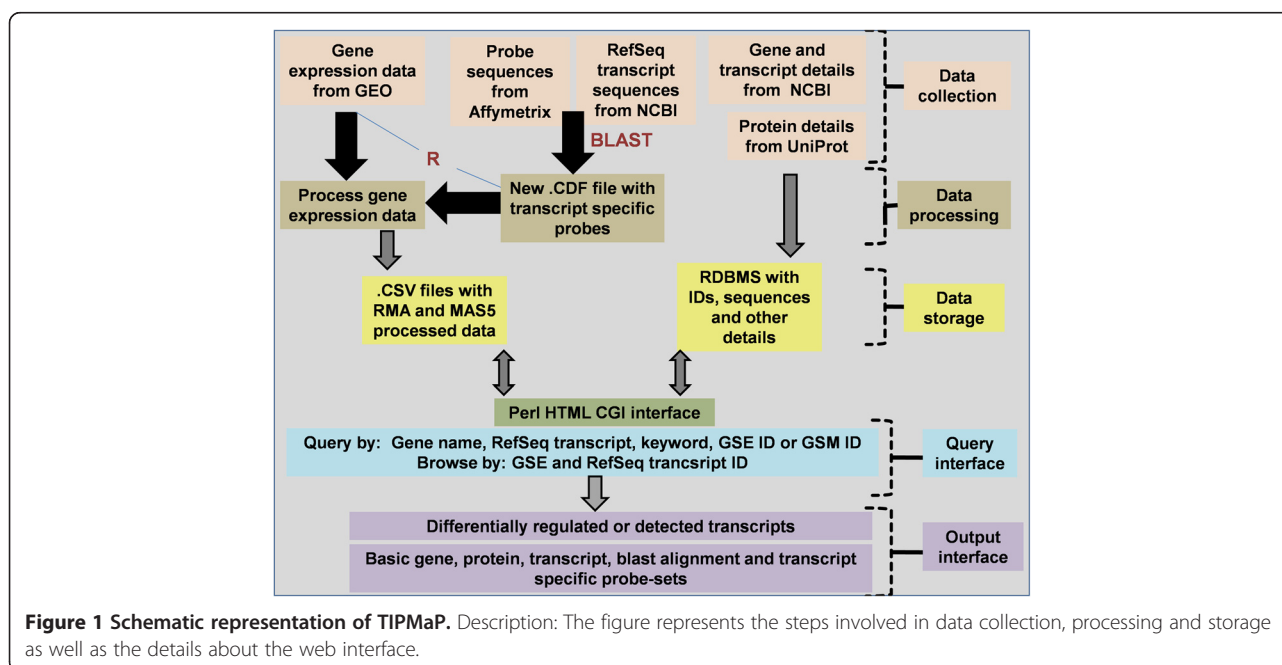 Gene
expression data
from GEO
Probe
sequences
from
Affymetrix
RefSeq
transcript
sequences
from NCBI
Gene and
transcript details
from NCBI
Data
collection
Protein details
from UniProt
R
BLAST
Process gene
expression data
New .CDF file with
transcript specific
probes
Data
processing
.CSV files with
RMA and MAS5
processed data
RDBMS with
IDs, sequences
and other
details
Data
storage
Perl HTML CGI interface
Query by: Gene name, RefSeq transcript, keyword, GSE ID or GSM ID
Browse by: GSE and RefSeq trancsript ID
Query
interface
Differentially regulated or detected transcripts
Basic gene, protein, transcript, blast alignment and transcript
specific probe-sets
Output
interface
Figure 1 Schematic representation of TIPMaP. Description: The figure represents the steps involved in data collection, processing and storage
as well as the details about the web interface.